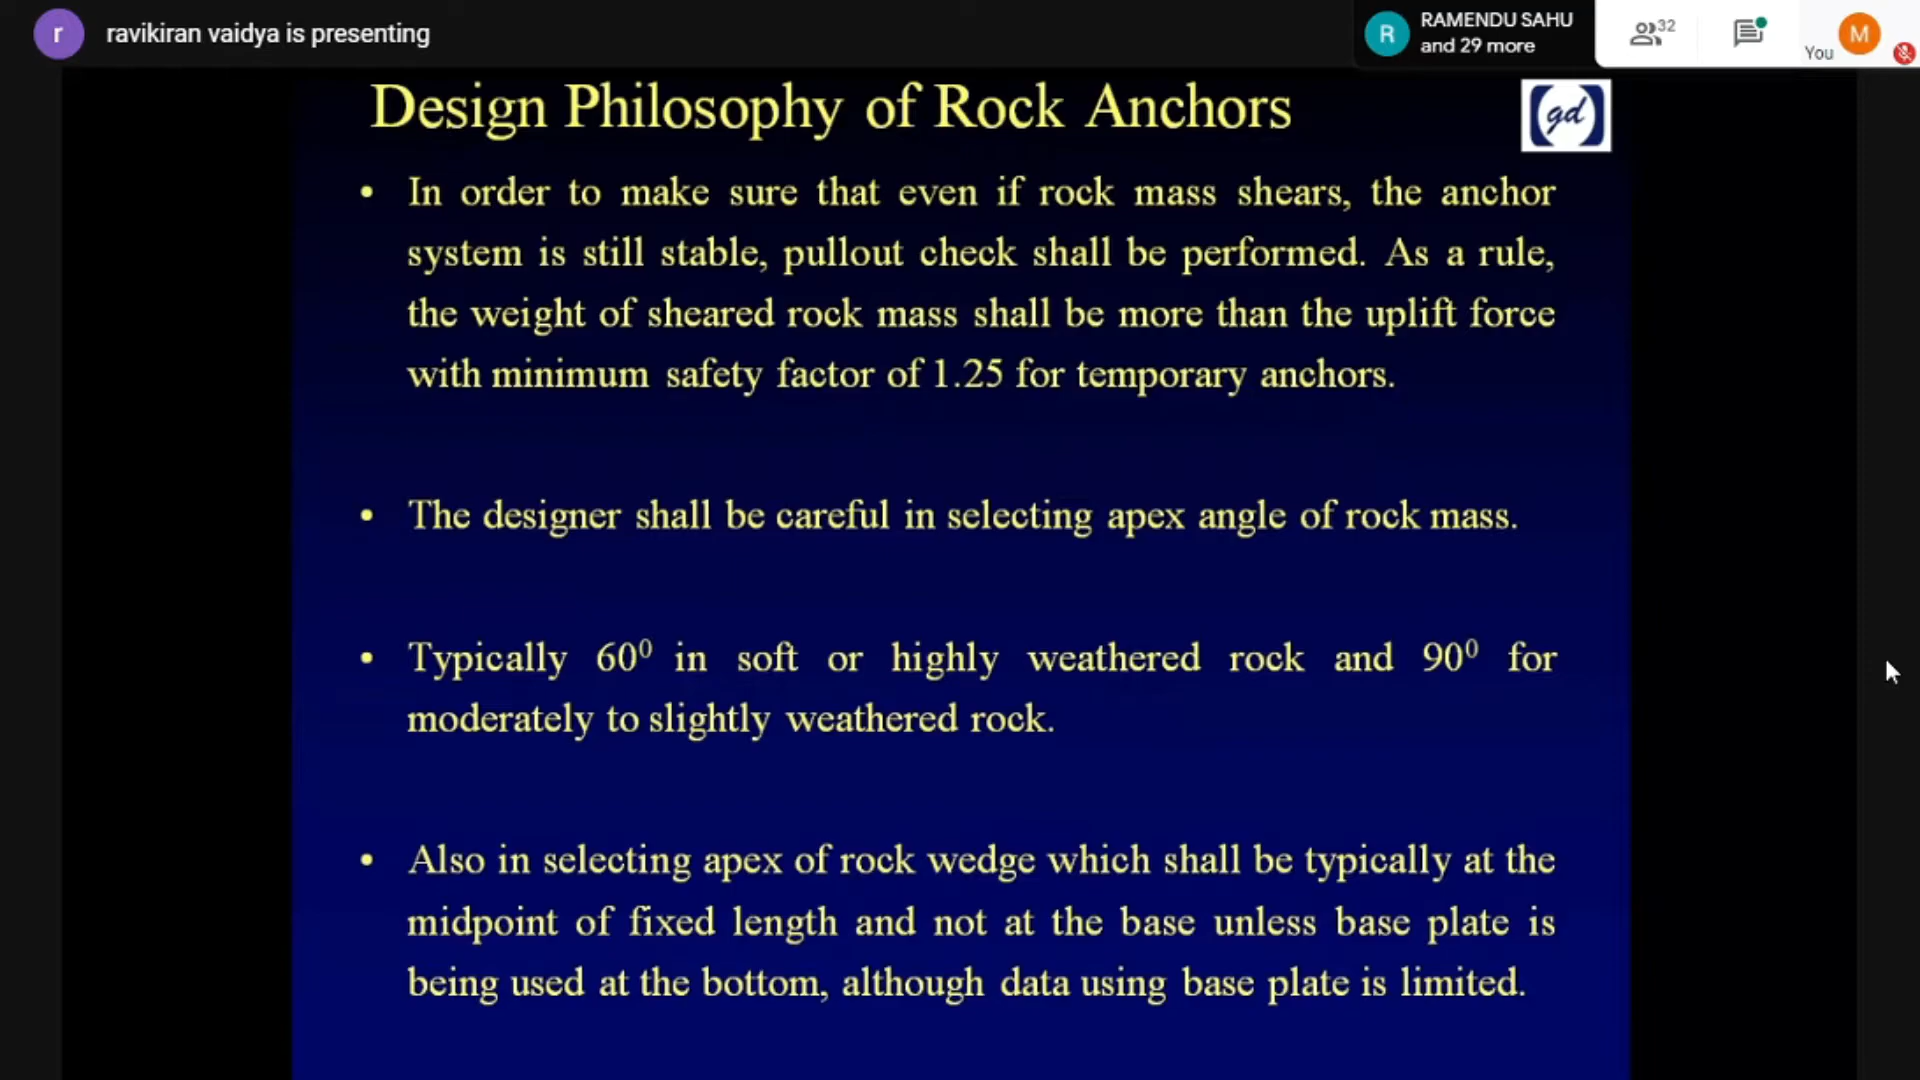 r
ravikiran vaidya is presenting
R
RAMENDU SAHU
and 29 more
32
You
M
Design Philosophy of Rock Anchors
gd
• In order to make sure that even if rock mass shears, the anchor
system is still stable, pullout check shall be performed. As a rule,
the weight of sheared rock mass shall be more than the uplift force
with minimum safety factor of 1.25 for temporary anchors.
• The designer shall be careful in selecting apex angle of rock mass.
• Typically 60⁰ in soft or highly weathered rock and 90⁰ for
moderately to slightly weathered rock.
• Also in selecting apex of rock wedge which shall be typically at the
midpoint of fixed length and not at the base unless base plate is
being used at the bottom, although data using base plate is limited.